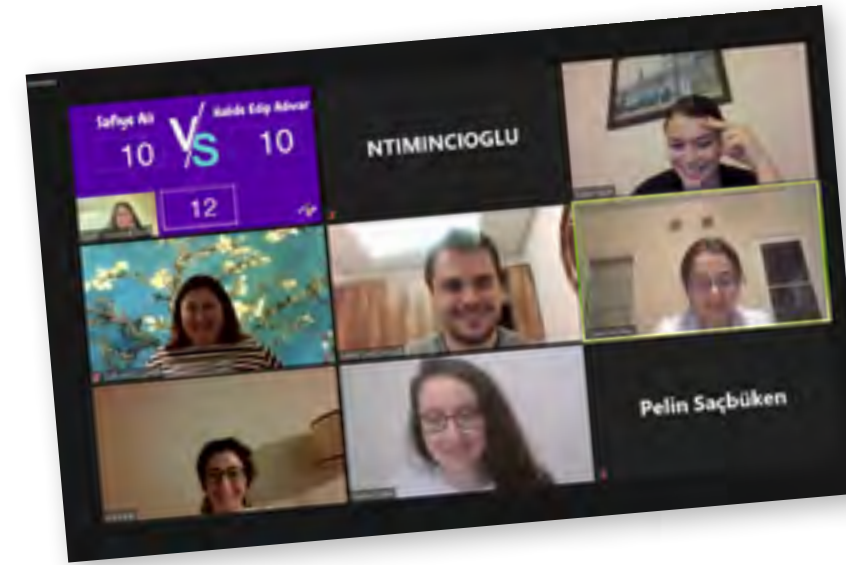 Safiye Ali
Halide Edip Adıvar
VS
10
10
12
NTIMINCIOGLU
Pelin Saçbüken